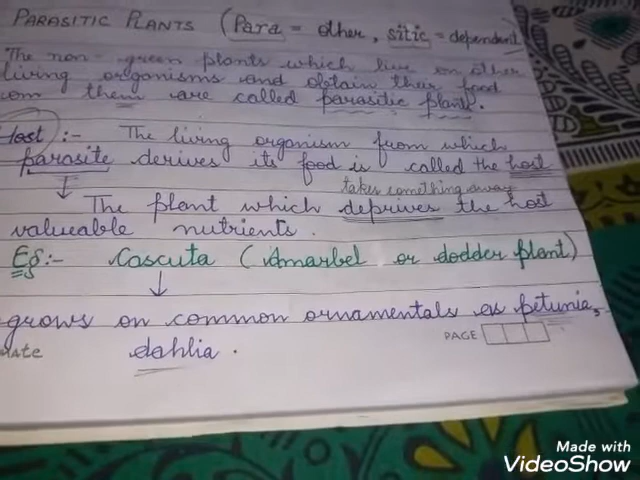 PARASITIC PLANTS (Para = other, sitic = dependent)
The non-green plants which live on other
living organisms and obtain their food
om them are called parasitic plant.
Host :- The living organism from which
parasite derives its food is called the host
takes something away
↓ The plant which deprives the host
valueable nutrients.
Eg:- Cascuta (Amarbel or dodder plant)
↓
grows on common ornamentals as petunia,
dahlia.
PAGE
Date
Made with
VideoShow